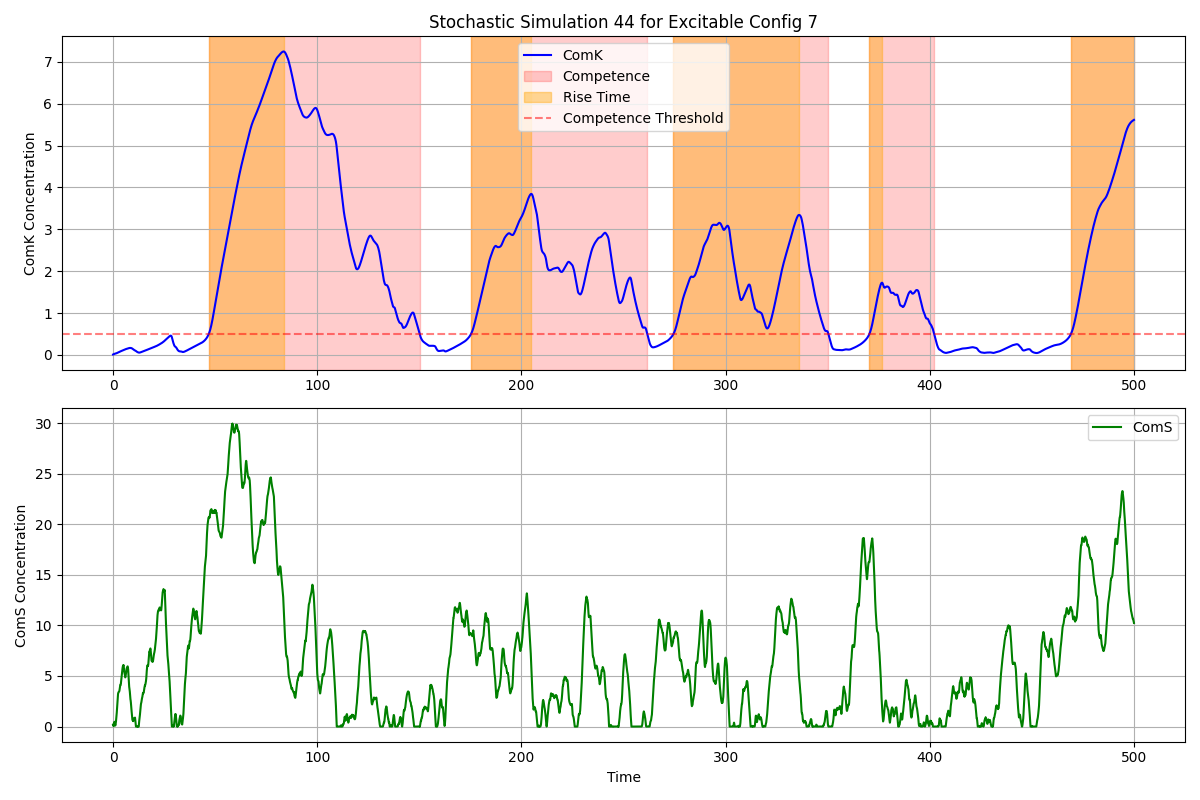 Stochastic Simulation 44 for Excitable Config 7
ComK Concentration
7
6
5
4
3
2
1
0
ComK
Competence
Rise Time
Competence Threshold
0 100 200 300 400 500
ComS Concentration
30
25
20
15
10
5
0
ComS
0 100 200 300 400 500
Time